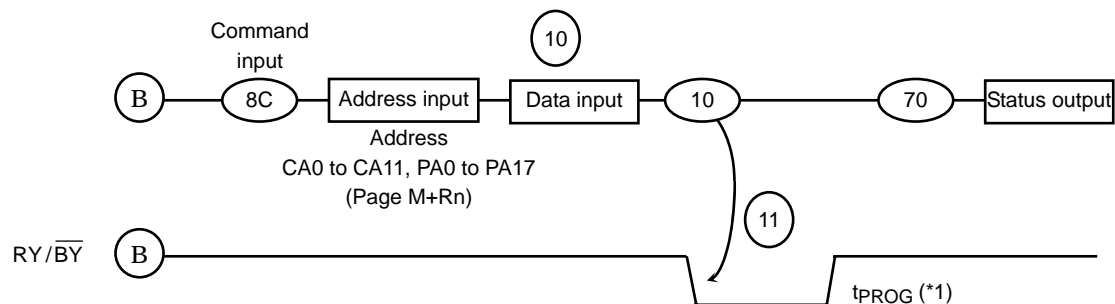 Command
input
10
B
8C
Address input
Data input
10
70
Status output
Address
CA0 to CA11, PA0 to PA17
(Page M+Rn)
11
RY/BY
B
tPROG (*1)